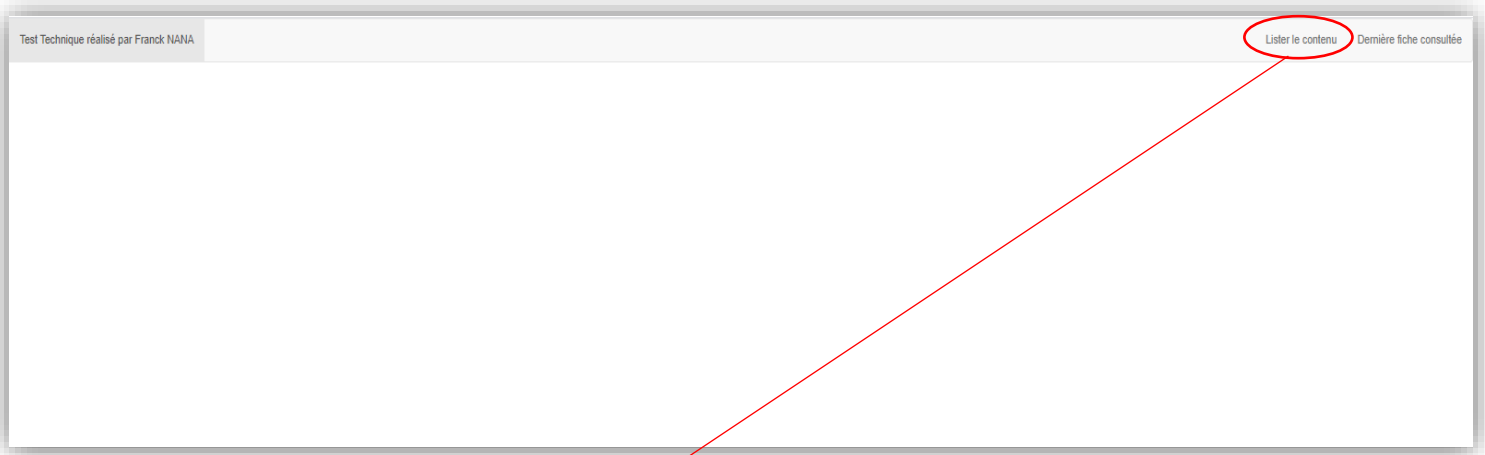 Test Technique réalisé par Franck NANA
Lister le contenu
Dernière fiche consultée